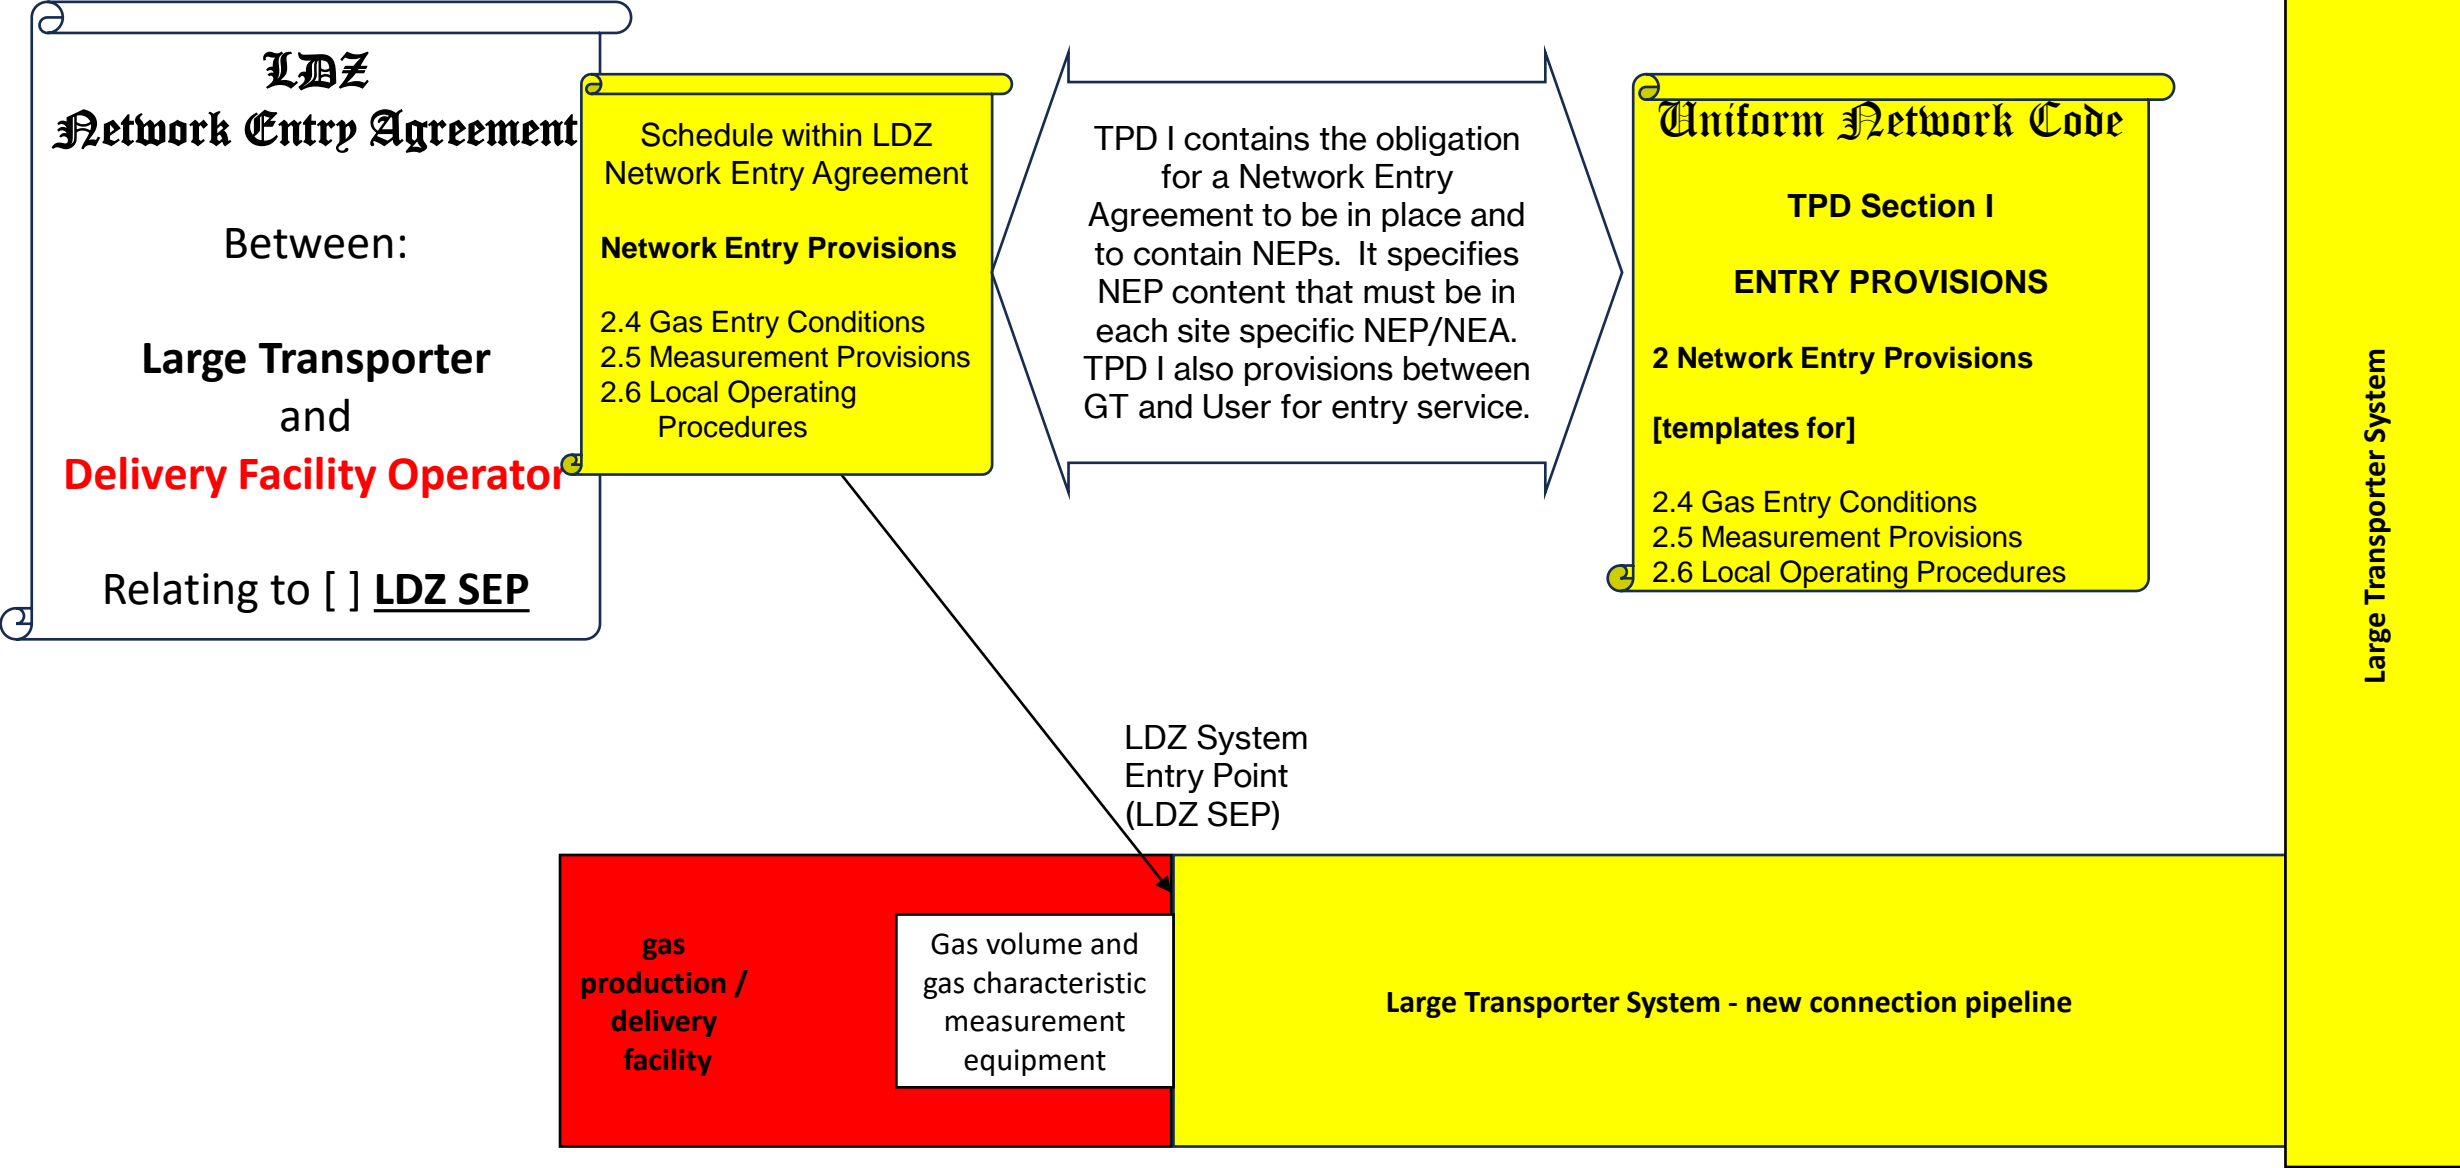 LDZ
Network Entry Agreement
Between:
Large Transporter
and
Delivery Facility Operator
Relating to [ ] LDZ SEP
Schedule within LDZ
Network Entry Agreement
Network Entry Provisions
2.4 Gas Entry Conditions
2.5 Measurement Provisions
2.6 Local Operating
Procedures
TPD I contains the obligation
for a Network Entry
Agreement to be in place and
to contain NEPs.  It specifies
NEP content that must be in
each site specific NEP/NEA.
TPD I also provisions between
GT and User for entry service.
Uniform Network Code
TPD Section I
ENTRY PROVISIONS
2 Network Entry Provisions
[templates for]
2.4 Gas Entry Conditions
2.5 Measurement Provisions
2.6 Local Operating Procedures
Large Transporter System
LDZ System
Entry Point
(LDZ SEP)
gas
production /
delivery
facility
Gas volume and
gas characteristic
measurement
equipment
Large Transporter System - new connection pipeline